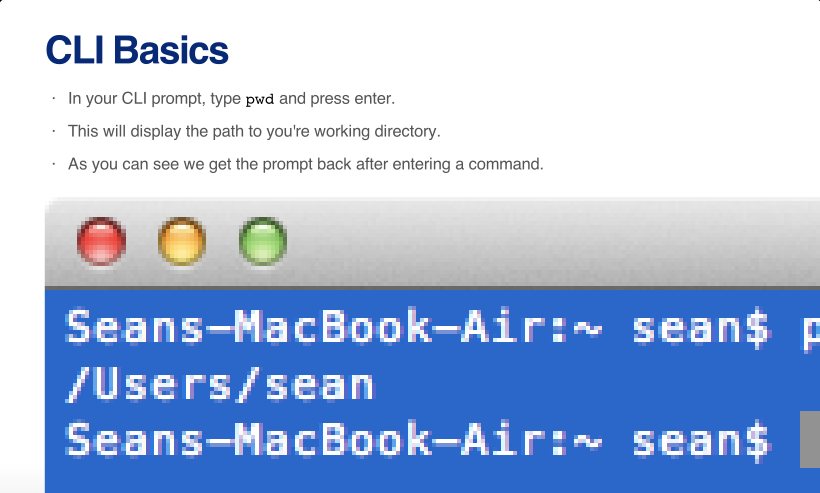 CLI Basics
· In your CLI prompt, type pwd and press enter.
· This will display the path to you're working directory.
· As you can see we get the prompt back after entering a command.
Seans-MacBook-Air:~ sean$ p
/Users/sean
Seans-MacBook-Air:~ sean$